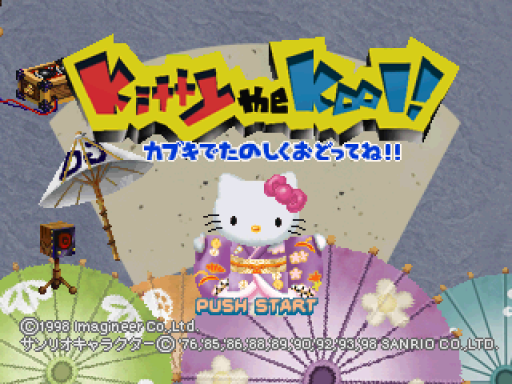 Kitty the Kool!
カブキでたのしくおどってね!!
PUSH START
©1998 Imagineer Co.,Ltd.
サンリオキャラクター© '76,'85,'86,'88,'89,'90,'92,'93,'98 SANRIO CO.,LTD.